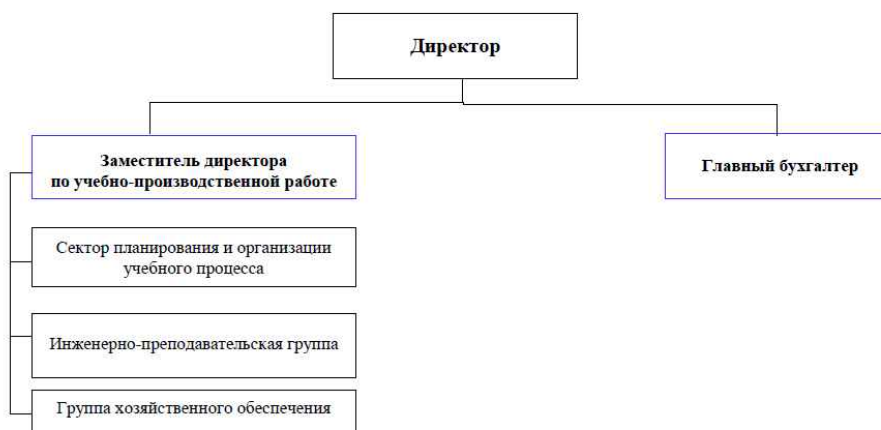 Директор
Заместитель директора
по учебно-производственной работе
Главный бухгалтер
Сектор планирования и организации
учебного процесса
Инженерно-преподавательская группа
Группа хозяйственного обеспечения